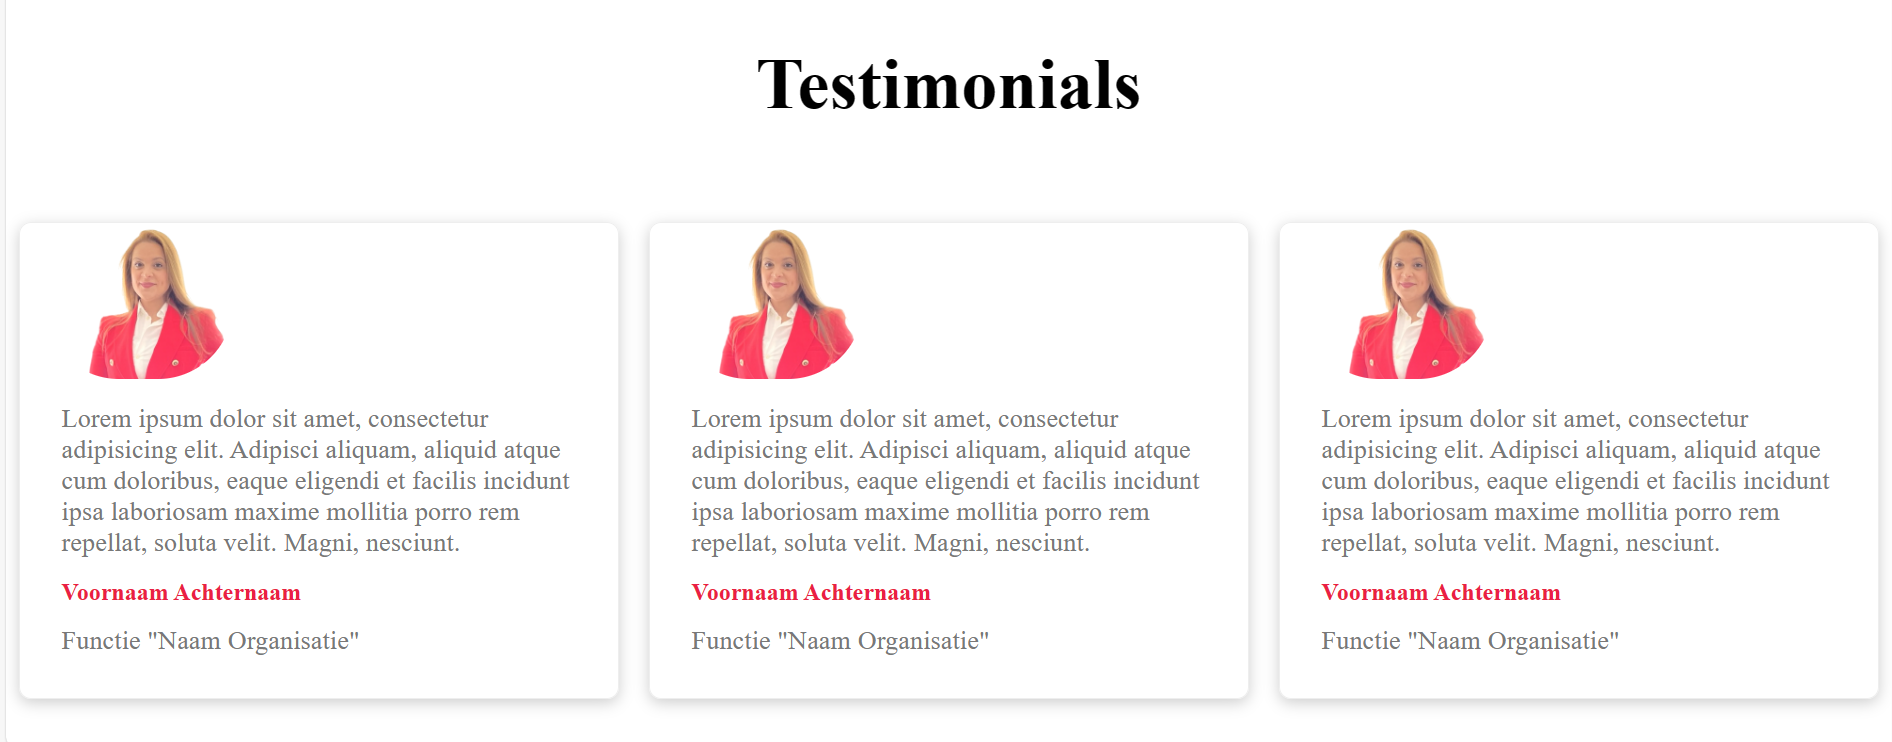 Testimonials
Lorem ipsum dolor sit amet, consectetur
adipisicing elit. Adipisci aliquam, aliquid atque
cum doloribus, eaque eligendi et facilis incidunt
ipsa laboriosam maxime mollitia porro rem
repellat, soluta velit. Magni, nesciunt.
Voornaam Achternaam
Functie "Naam Organisatie"
Lorem ipsum dolor sit amet, consectetur
adipisicing elit. Adipisci aliquam, aliquid atque
cum doloribus, eaque eligendi et facilis incidunt
ipsa laboriosam maxime mollitia porro rem
repellat, soluta velit. Magni, nesciunt.
Voornaam Achternaam
Functie "Naam Organisatie"
Lorem ipsum dolor sit amet, consectetur
adipisicing elit. Adipisci aliquam, aliquid atque
cum doloribus, eaque eligendi et facilis incidunt
ipsa laboriosam maxime mollitia porro rem
repellat, soluta velit. Magni, nesciunt.
Voornaam Achternaam
Functie "Naam Organisatie"